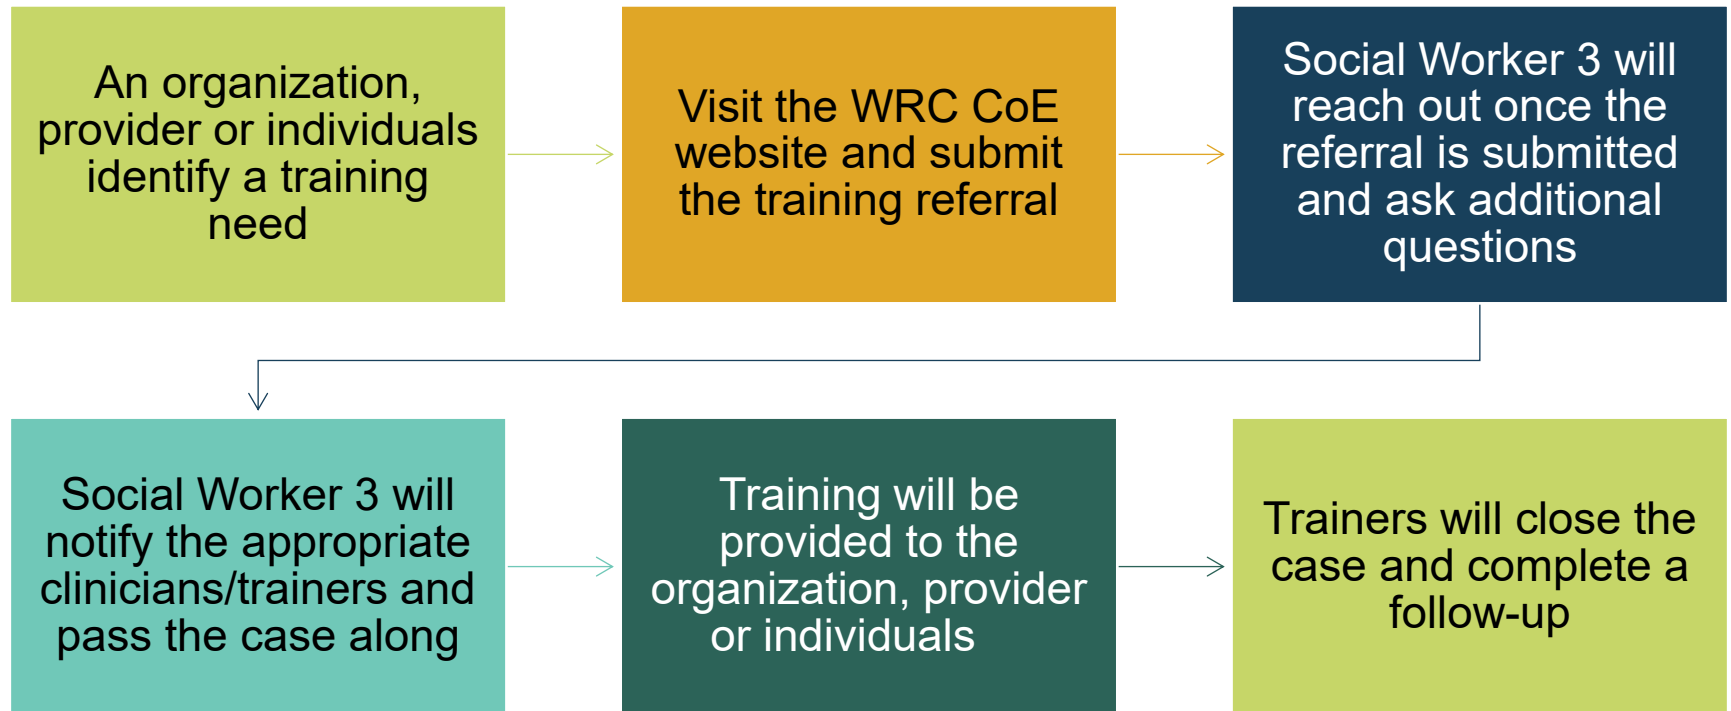 An organization,
provider or individuals
identify a training
need
Visit the WRC CoE
website and submit
the training referral
Social Worker 3 will
reach out once the
referral is submitted
and ask additional
questions
Social Worker 3 will
notify the appropriate
clinicians/trainers and
pass the case along
Training will be
provided to the
organization, provider
or individuals
Trainers will close the
case and complete a
follow-up